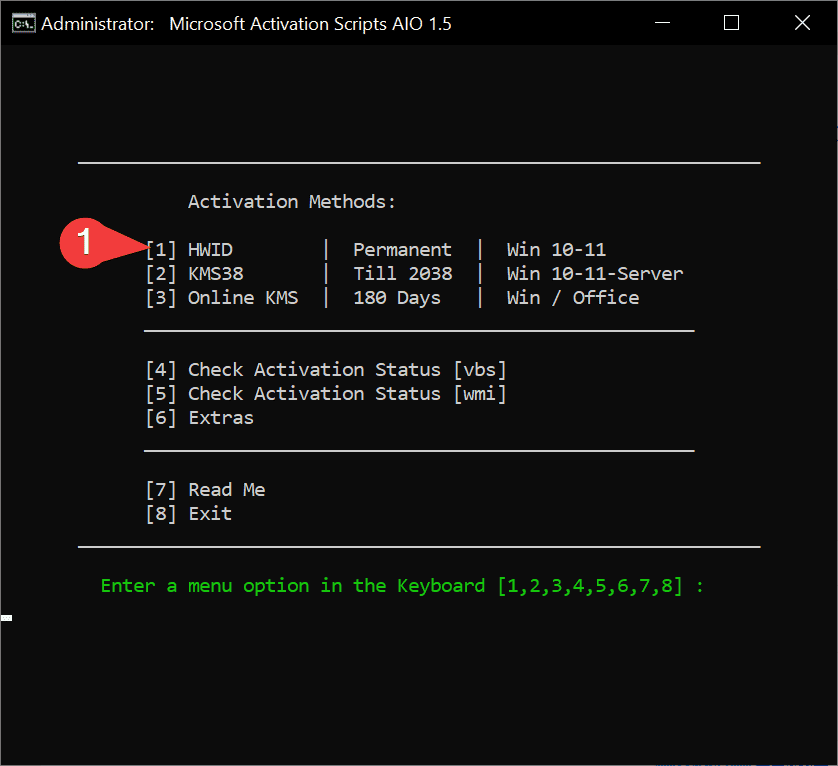 Administrator: Microsoft Activation Scripts AIO 1.5
Activation Methods:
1
[1] HWID | Permanent | Win 10-11
[2] KMS38 | Till 2038 | Win 10-11-Server
[3] Online KMS | 180 Days | Win / Office
[4] Check Activation Status [vbs]
[5] Check Activation Status [wmi]
[6] Extras
[7] Read Me
[8] Exit
Enter a menu option in the Keyboard [1,2,3,4,5,6,7,8] :